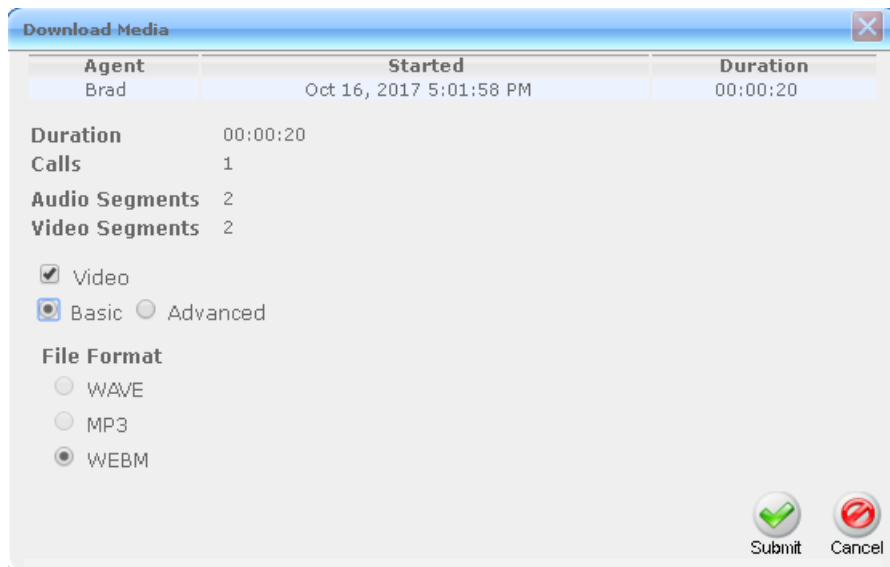 Download Media
Agent Started Duration
Brad Oct 16, 2017 5:01:58 PM 00:00:20
Duration 00:00:20
Calls 1
Audio Segments 2
Video Segments 2
Video
Basic Advanced
File Format
WAVE
MP3
WEBM
Submit Cancel